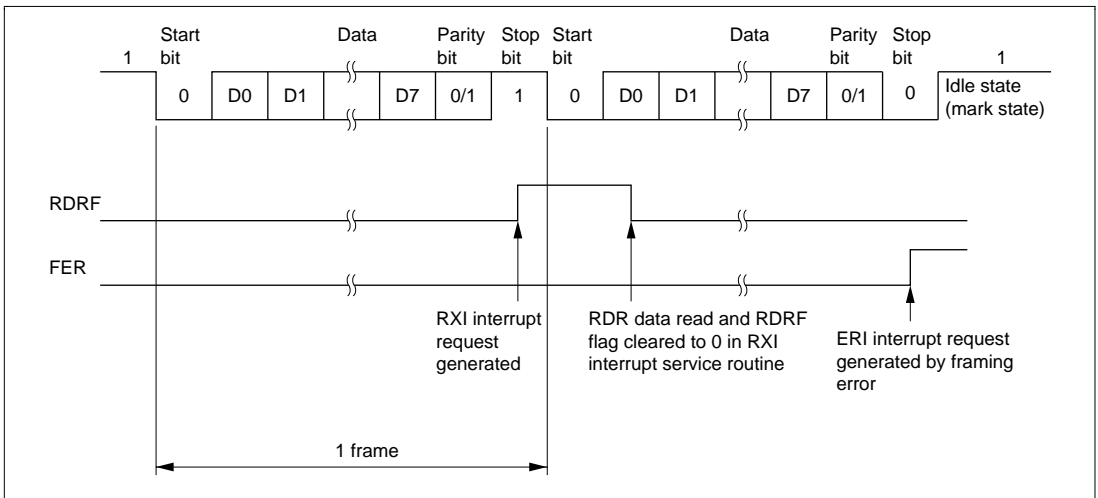 1
Start
bit
Data
Parity
bit
Stop
bit
Start
bit
Data
Parity
bit
Stop
bit
1
0
D0
D1
D7
0/1
1
0
D0
D1
D7
0/1
0
Idle state
(mark state)
RDRF
FER
RXI interrupt
request
generated
RDR data read and RDRF
flag cleared to 0 in RXI
interrupt service routine
ERI interrupt request
generated by framing
error
1 frame